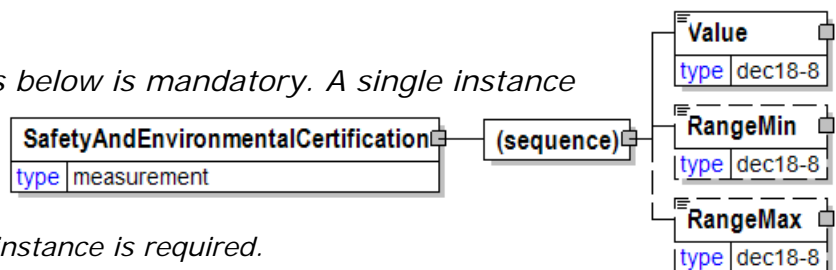 Value
type dec18-8
s below is mandatory. A single instance
RangeMin
SafetyAndEnvironmentalCertification
(sequence)
type dec18-8
type measurement
RangeMax
nstance is required.
type dec18-8